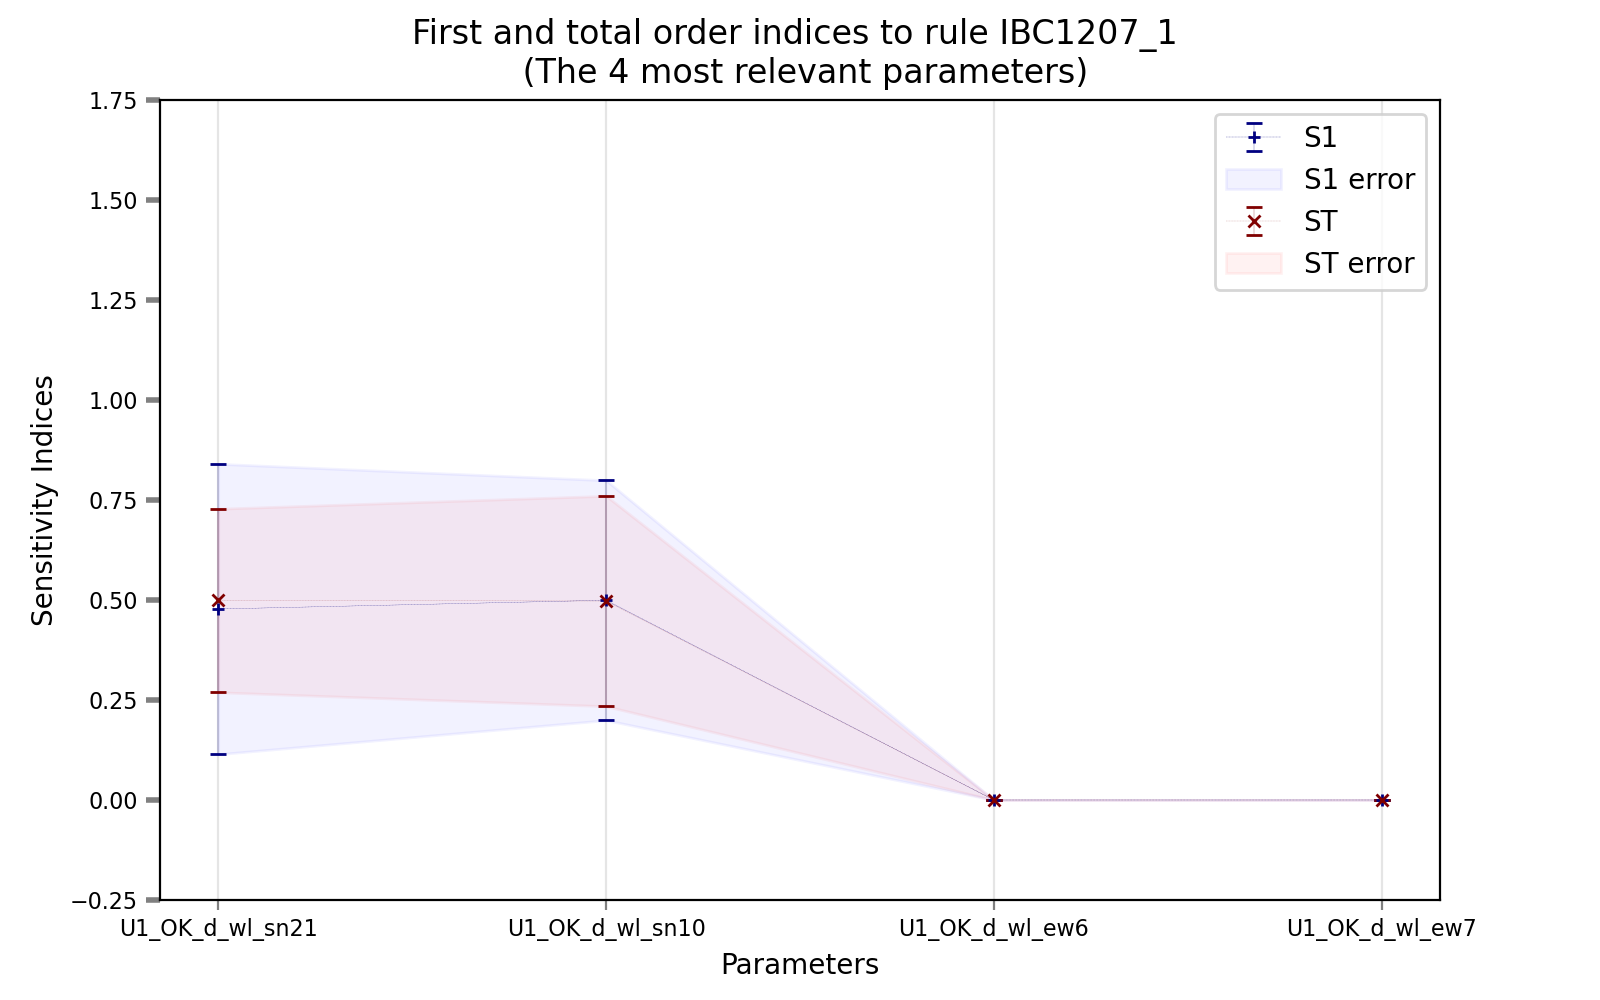 First and total order indices to rule IBC1207_1
(The 4 most relevant parameters)
1.75
1.50
1.25
1.00
0.75
0.50
0.25
0.00
−0.25
Sensitivity Indices
S1
S1 error
ST
ST error
U1_OK_d_wl_sn21
U1_OK_d_wl_sn10
U1_OK_d_wl_ew6
U1_OK_d_wl_ew7
Parameters